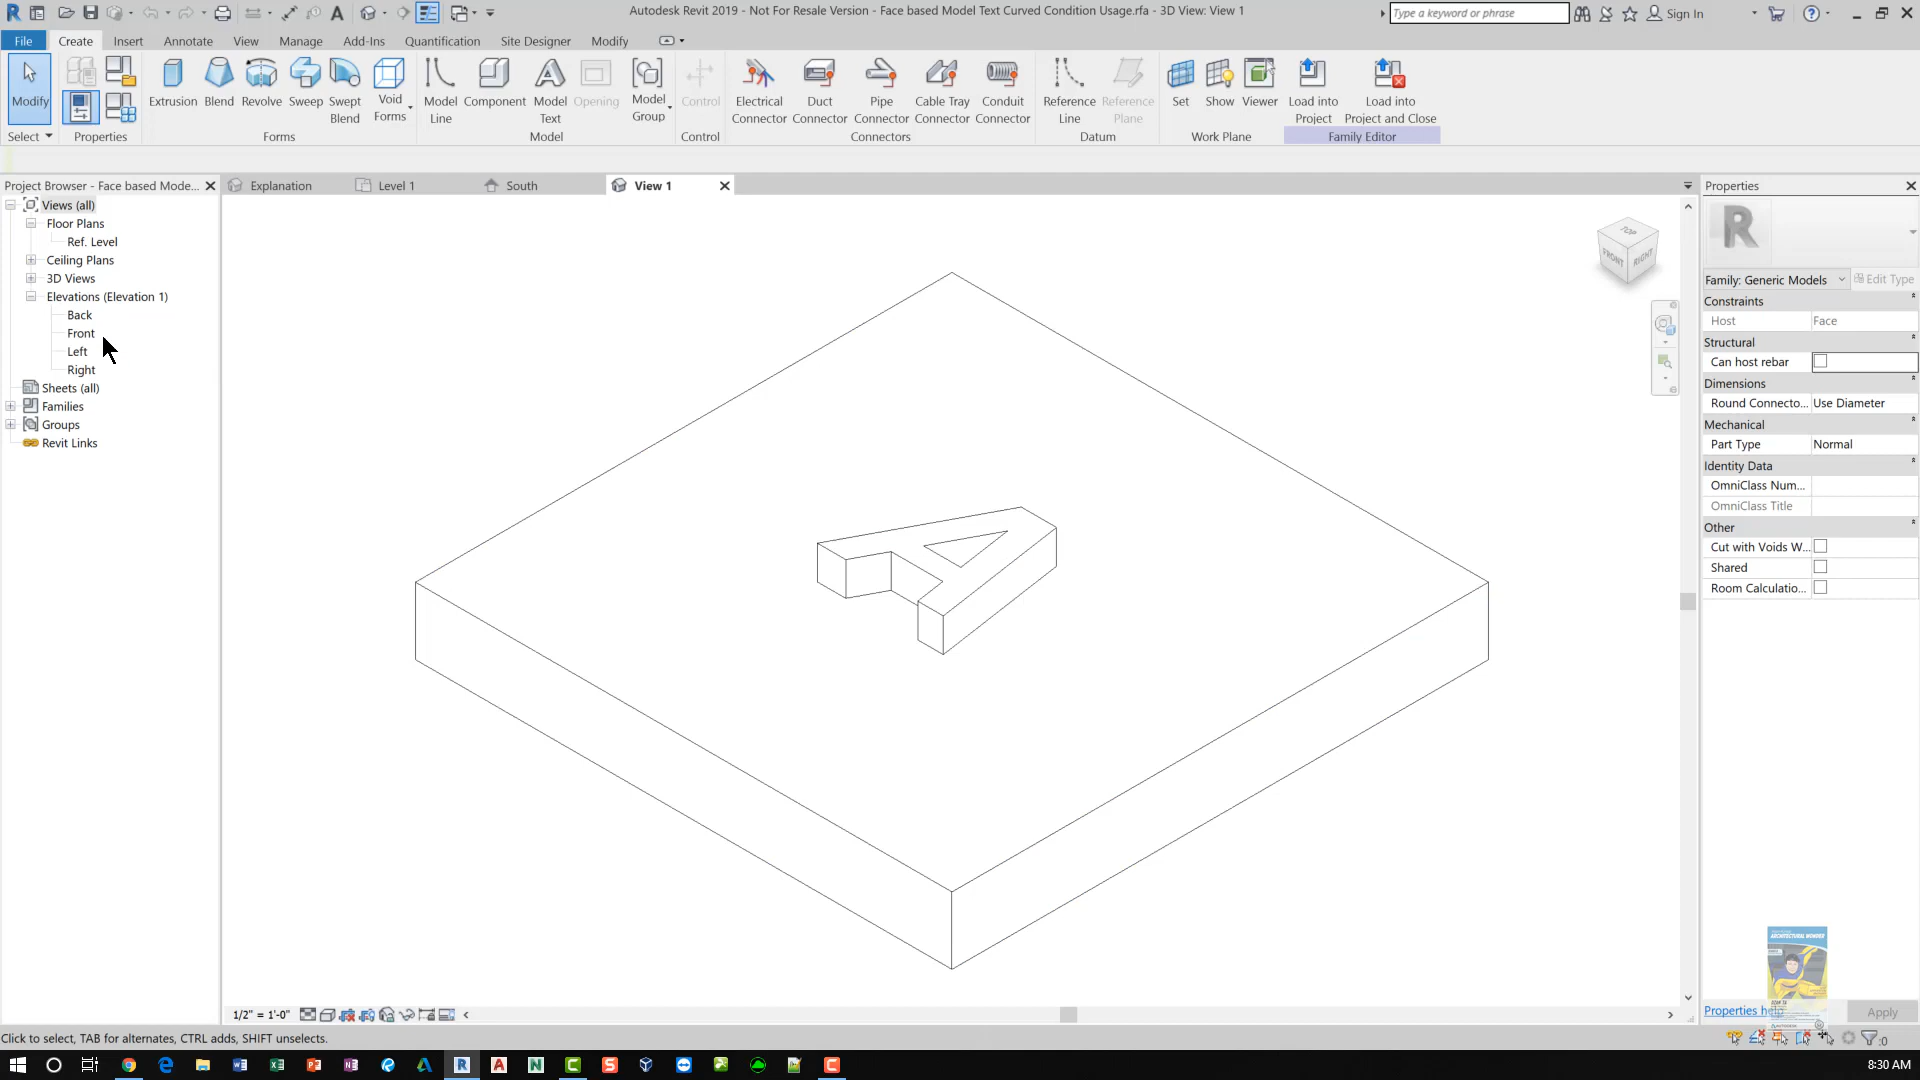 Autodesk Revit 2019 - Not For Resale Version - Face based Model Text Curved Condition Usage.rfa - 3D View: View 1
Type a keyword or phrase
Sign In
File Create Insert Annotate View Manage Add-Ins Quantification Site Designer Modify
Modify
Extrusion Blend Revolve Sweep Swept Blend Void Forms
Model Line Component Model Text Opening Model Group
Control
Electrical Connector Duct Connector Pipe Connector Cable Tray Connector Conduit Connector
Reference Line Reference Plane
Set Show Viewer
Load into Project Load into Project and Close
Select Properties Forms Model Control Connectors Datum Work Plane Family Editor
Project Browser - Face based Mode...
Explanation Level 1 South View 1
Properties
Views (all)
Floor Plans
Ref. Level
Ceiling Plans
3D Views
Elevations (Elevation 1)
Back
Front
Left
Right
Sheets (all)
Families
Groups
Revit Links
TOP
FRONT RIGHT
A
Family: Generic Models Edit Type
Constraints
Host Face
Structural
Can host rebar
Dimensions
Round Connecto... Use Diameter
Mechanical
Part Type Normal
Identity Data
OmniClass Num...
OmniClass Title
Other
Cut with Voids W...
Shared
Room Calculatio...
ARCHITECTURAL WONDER
Properties help
Apply
1/2" = 1'-0"
Click to select, TAB for alternates, CTRL adds, SHIFT unselects.
:0
8:30 AM